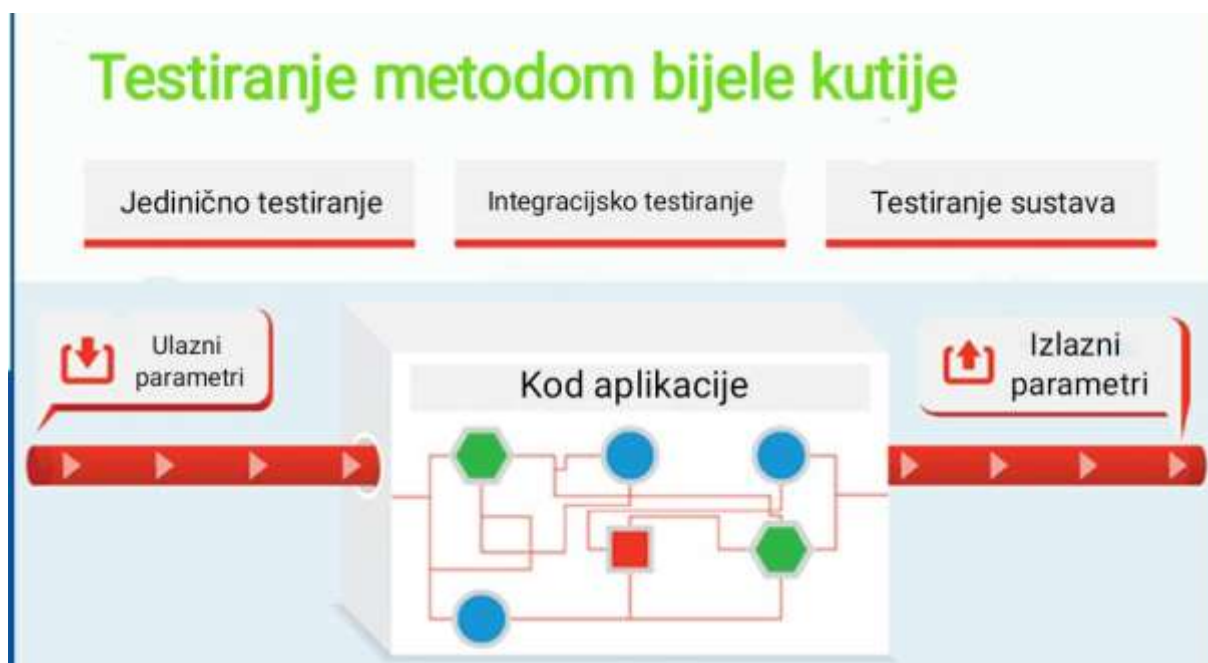 Testiranje metodom bijele kutije
Jedinično testiranje
Integracijsko testiranje
Testiranje sustava
Ulazni
parametri
Kod aplikacije
Izlazni
parametri